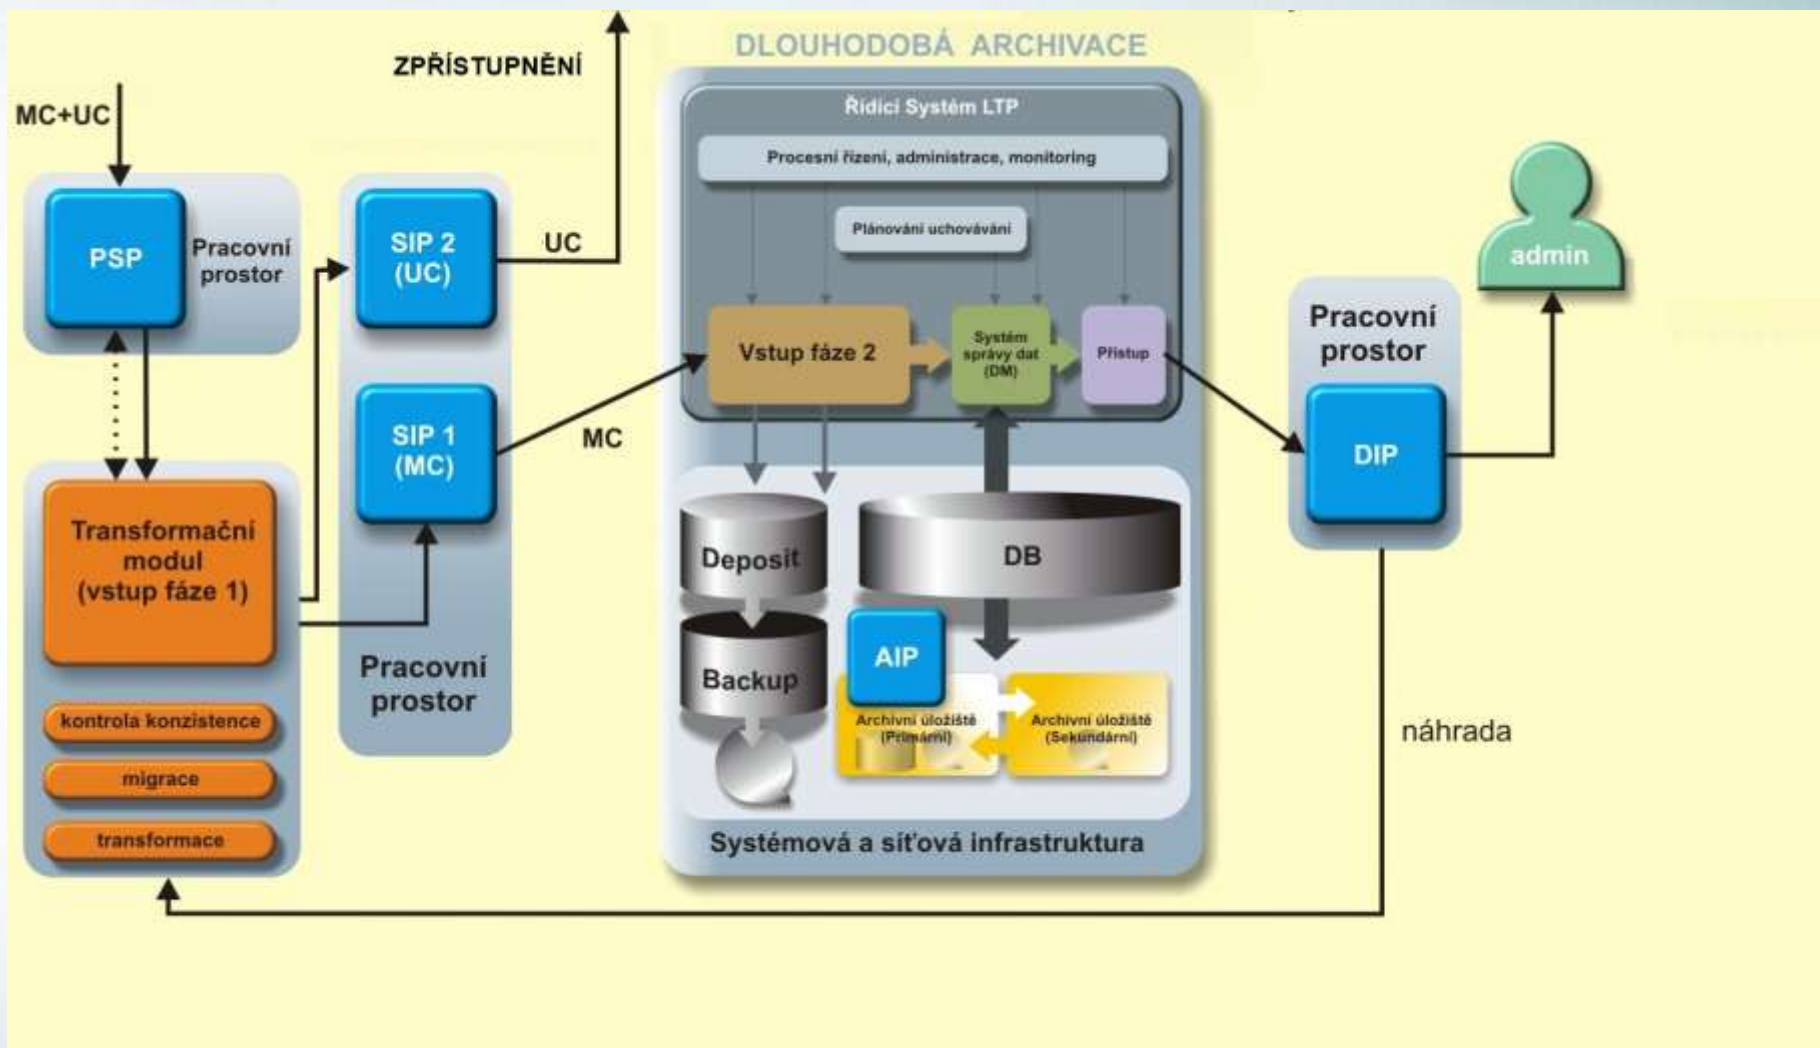 DLOUHODOBÁ ARCHIVACE
ZPŘÍSTUPNĚNÍ
MC+UC
PSP
Pracovní
prostor
SIP 2
(UC)
UC
SIP 1
(MC)
MC
Pracovní
prostor
Transformační
modul
(vstup fáze 1)
kontrola konzistence
migrace
transformace
Řídící Systém LTP
Procesní řízení, administrace, monitoring
Plánování uchovávání
Vstup fáze 2
Systém
správy dat
(DM)
Přístup
Deposit
Backup
DB
AIP
Archivní úložiště
(Primární)
Archivní úložiště
(Sekundární)
Systémová a síťová infrastruktura
Pracovní
prostor
DIP
admin
náhrada